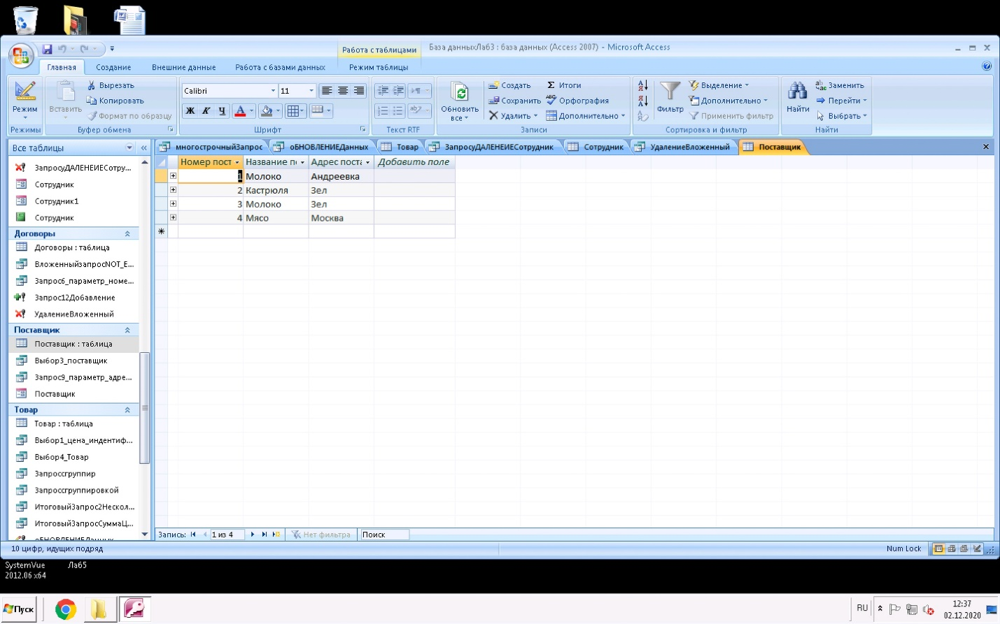 Работа с таблицами
База данныхЛаб3 : база данных (Access 2007) - Microsoft Access
Главная
Создание
Внешние данные
Работа с базами данных
Режим таблицы
Режим
Вставить
Вырезать
Копировать
Формат по образцу
Calibri
11
Ж К Ч
Обновить все
Создать
Сохранить
Удалить
Итоги
Орфография
Дополнительно
Фильтр
Выделение
Дополнительно
Применить фильтр
Найти
Заменить
Перейти
Выбрать
Режимы
Буфер обмена
Шрифт
Текст RTF
Записи
Сортировка и фильтр
Найти
Все таблицы
многострочныйЗапрос
оБНОВЛЕНИЕДанных
Товар
ЗапросуДАЛЕНЕИЕСотрудник
Сотрудник
УдалениеВложенный
Поставщик
ЗапросуДАЛЕНЕИЕСотру...
Сотрудник
Сотрудник1
Сотрудник
Договоры
Договоры : таблица
ВложенныйзапросNOT_E...
Запрос6_параметр_номе...
Запрос12Добавление
УдалениеВложенный
Поставщик
Поставщик : таблица
Выбор3_поставщик
Запрос9_параметр_адре...
Поставщик
Товар
Товар : таблица
Выбор1_цена_индентиф...
Выбор4_Товар
Запроссгруппир
Запроссгруппировкой
ИтоговыйЗапрос2Нескол...
ИтоговыйЗапросСуммаЦ...
оБНОВЛЕНИЕДанных
Номер пост Название п Адрес поста Добавить поле
1 Молоко Андреевка
2 Кастрюля Зел
3 Молоко Зел
4 Мясо Москва
Запись: 1 из 4 Нет фильтра Поиск
10 цифр, идущих подряд
Num Lock
SystemVue 2012.06 x64
Лаб5
Пуск
RU
12:37
02.12.2020